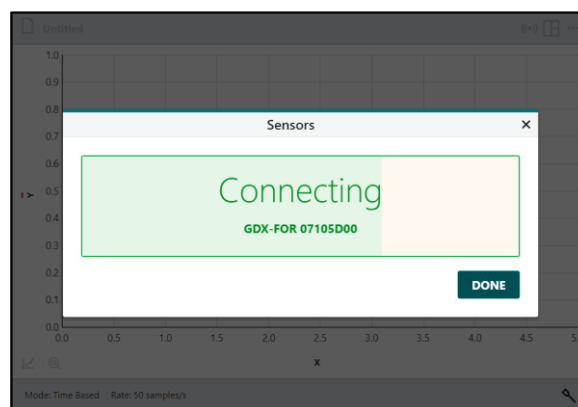 Untitled
1.0
0.9
0.8
0.7
0.6
0.5
0.4
0.3
0.2
0.1
0.0
Y
Sensors
Connecting
GDX-FOR 07105D00
DONE
0.0 0.5 1.0 1.5 2.0 2.5 3.0 3.5 4.0 4.5
X
Mode: Time Based Rate: 50 samples/s